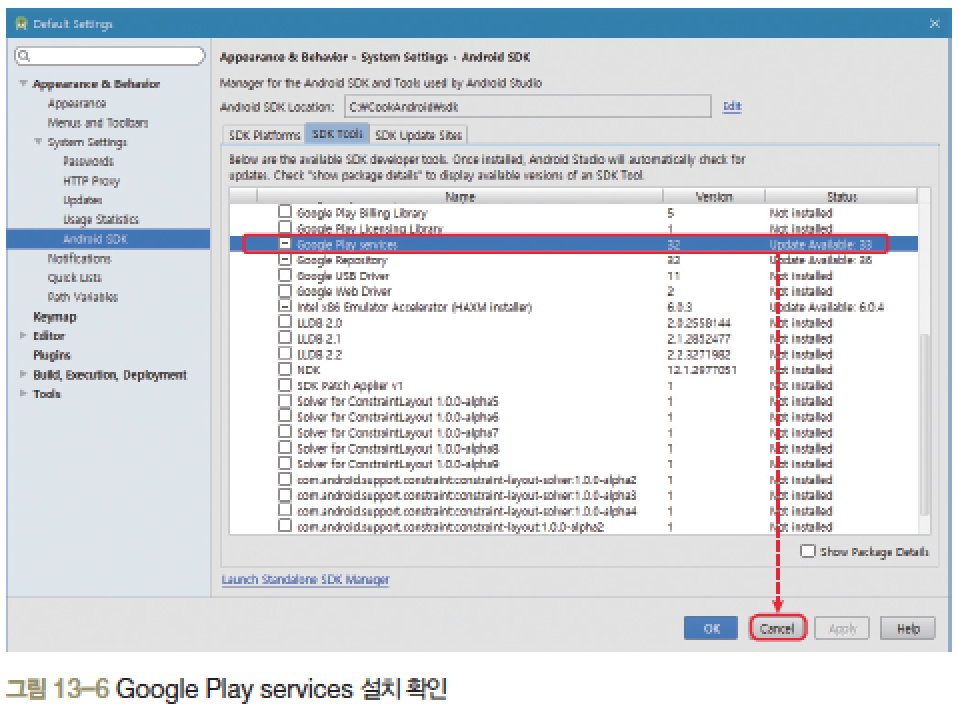 Default Settings
Appearance & Behavior
Appearance
Menus and Toolbars
System Settings
Passwords
HTTP Proxy
Updates
Usage Statistics
Android SDK
Notifications
Quick Lists
Path Variables
Keymap
Editor
Plugins
Build, Execution, Deployment
Tools
Appearance & Behavior › System Settings › Android SDK
Manager for the Android SDK and Tools used by Android Studio
Android SDK Location: C:₩CookAndroid₩sdk Edit
SDK Platforms SDK Tools SDK Update Sites
Below are the available SDK developer tools. Once installed, Android Studio will automatically check for
updates. Check "show package details" to display available versions of an SDK Tool.
Name Version Status
Google Play Billing Library 5 Not installed
Google Play Licensing Library 1 Not installed
Google Play services 32 Update Available: 33
Google Repository 32 Update Available: 36
Google USB Driver 11 Not installed
Google Web Driver 2 Not installed
Intel x86 Emulator Accelerator (HAXM installer) 6.0.3 Update Available: 6.0.4
LLDB 2.0 2.0.2558144 Not installed
LLDB 2.1 2.1.2852477 Not installed
LLDB 2.2 2.2.3271982 Not installed
NDK 12.1.2977051 Not installed
SDK Patch Applier v1 1 Not installed
Solver for ConstraintLayout 1.0.0-alpha5 1 Not installed
Solver for ConstraintLayout 1.0.0-alpha6 1 Not installed
Solver for ConstraintLayout 1.0.0-alpha7 1 Not installed
Solver for ConstraintLayout 1.0.0-alpha8 1 Not installed
Solver for ConstraintLayout 1.0.0-alpha9 1 Not installed
com.android.support.constraint:constraint-layout-solver:1.0.0-alpha2 1 Not installed
com.android.support.constraint:constraint-layout-solver:1.0.0-alpha3 1 Not installed
com.android.support.constraint:constraint-layout-solver:1.0.0-alpha4 1 Not installed
com.android.support.constraint:constraint-layout:1.0.0-alpha2 1 Not installed
Show Package Details
Launch Standalone SDK Manager
OK Cancel Apply Help
그림 13-6 Google Play services 설치 확인